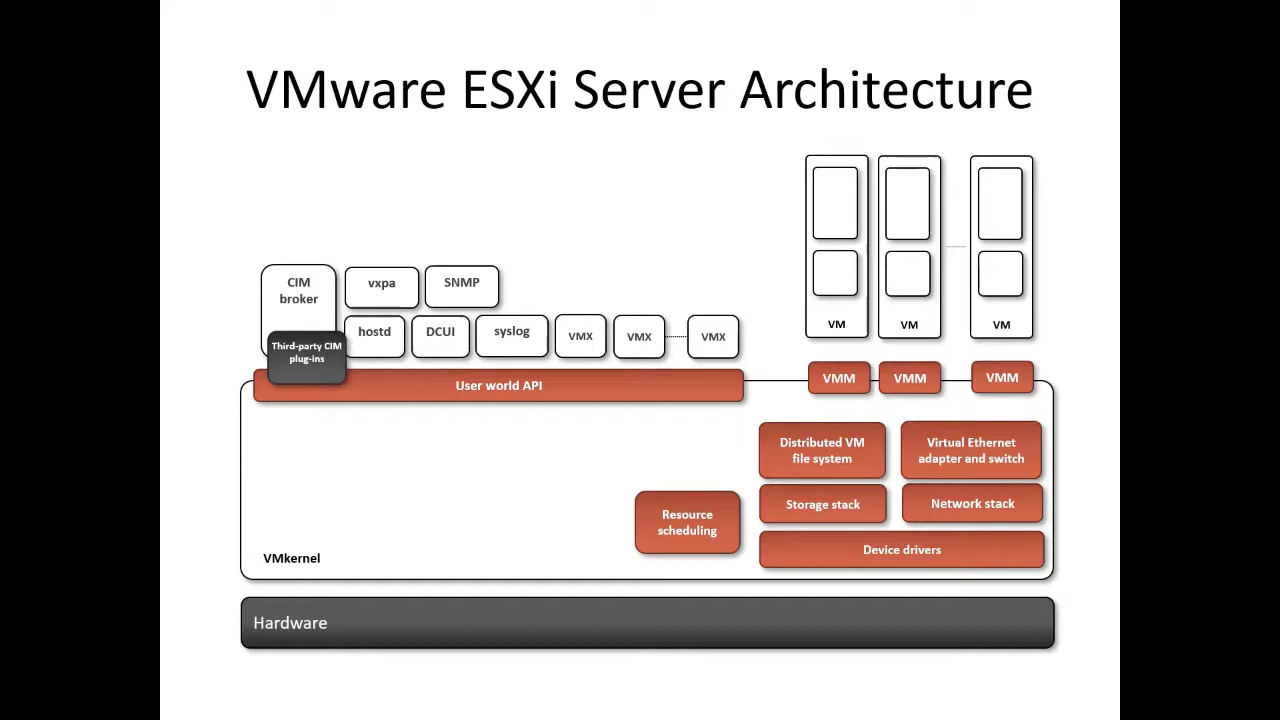 VMware ESXi Server Architecture
CIM
broker
vxpa
SNMP
Third-party CIM
plug-ins
hostd
DCUI
syslog
VMX
VMX
VMX
VM
VM
VM
User world API
VMM
VMM
VMM
Distributed VM
file system
Virtual Ethernet
adapter and switch
Resource
scheduling
Storage stack
Network stack
Device drivers
VMkernel
Hardware